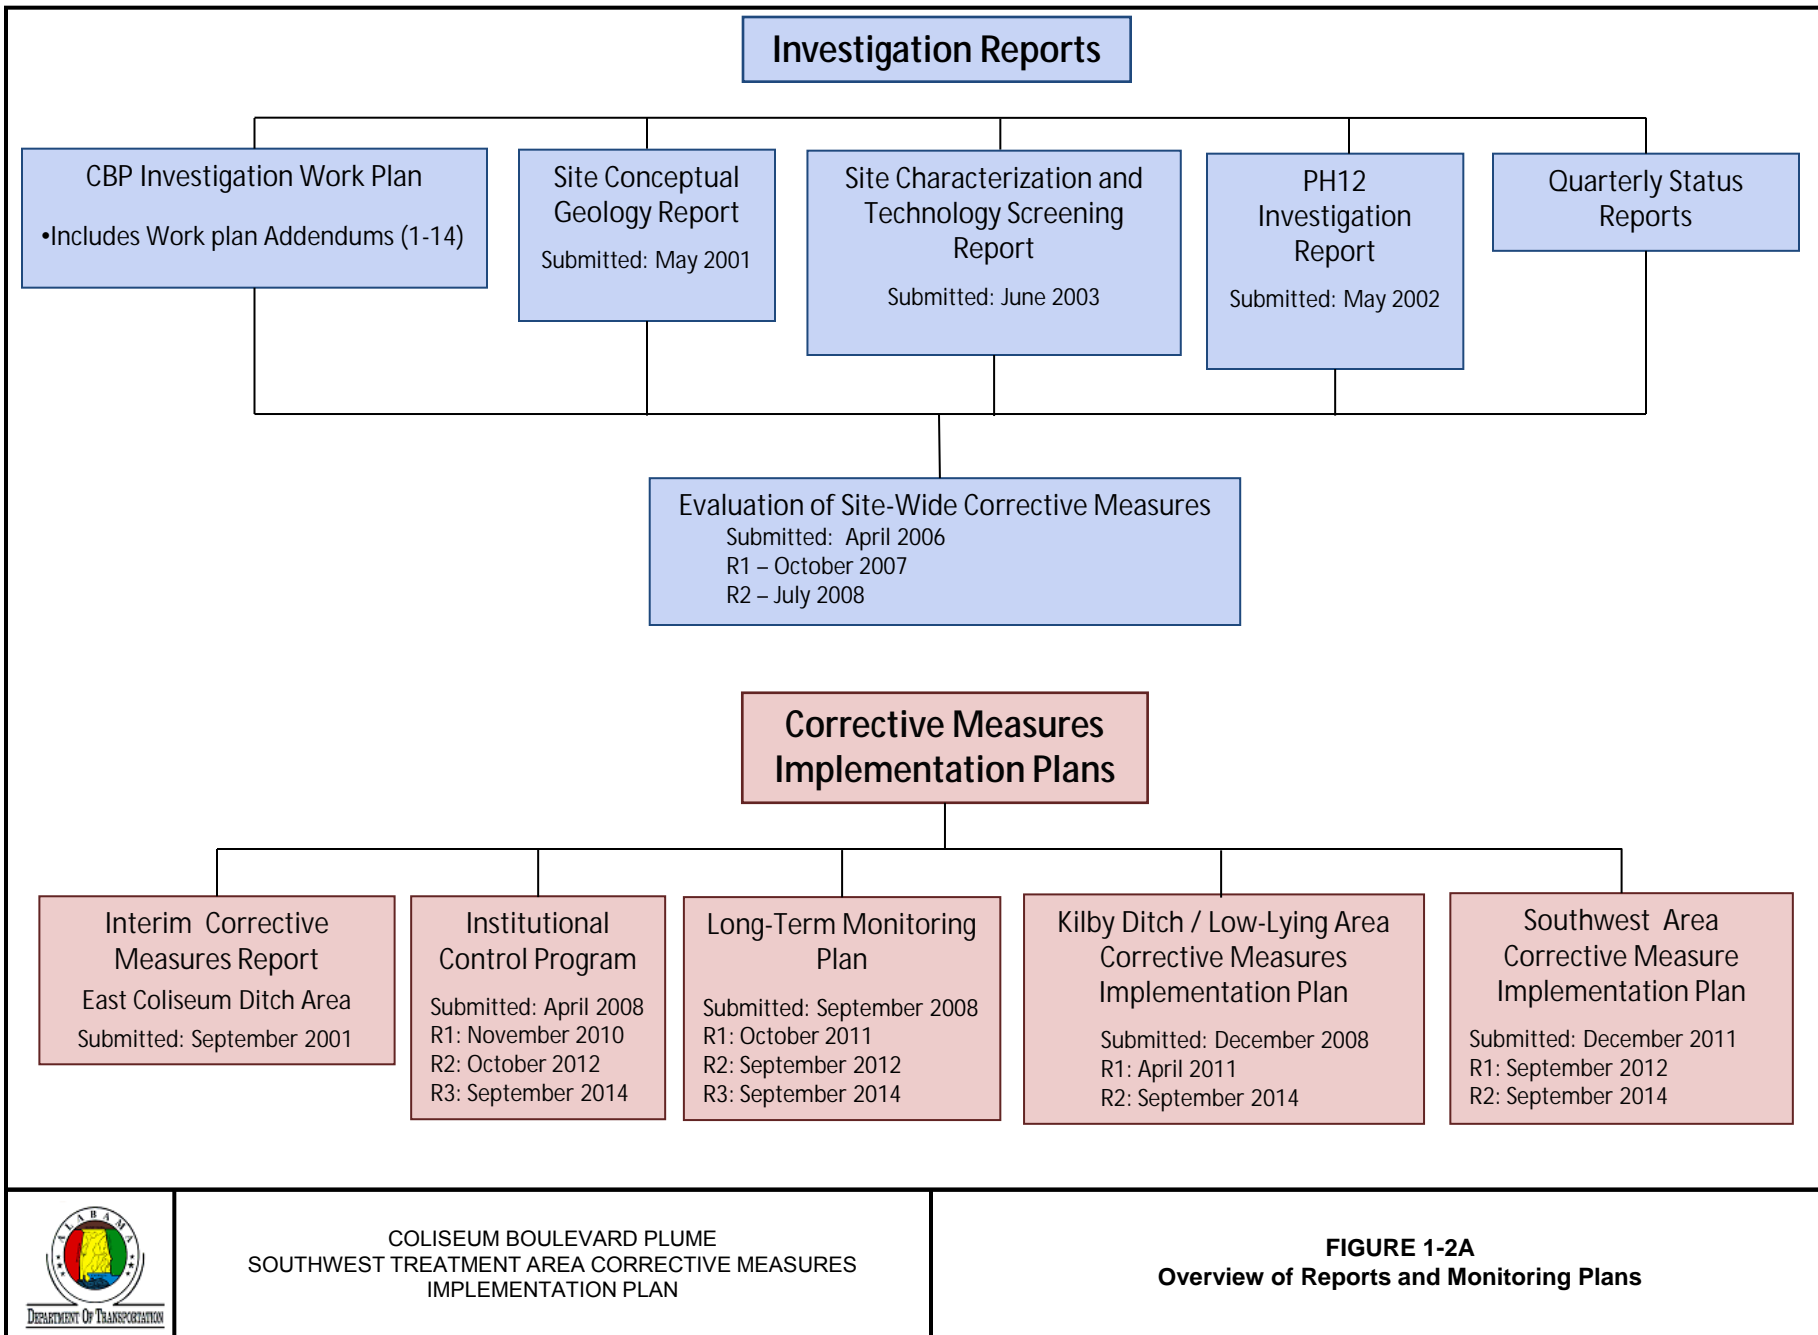 Investigation Reports
CBP Investigation Work Plan
•Includes Work plan Addendums (1-14)
Site Conceptual
Geology Report
Submitted: May 2001
Site Characterization and
Technology Screening
Report
Submitted: June 2003
PH12
Investigation
Report
Submitted: May 2002
Quarterly Status
Reports
Evaluation of Site-Wide Corrective Measures
Submitted: April 2006
R1 – October 2007
R2 – July 2008
Corrective Measures
Implementation Plans
Interim Corrective
Measures Report
East Coliseum Ditch Area
Submitted: September 2001
Institutional
Control Program
Submitted: April 2008
R1: November 2010
R2: October 2012
R3: September 2014
Long-Term Monitoring
Plan
Submitted: September 2008
R1: October 2011
R2: September 2012
R3: September 2014
Kilby Ditch / Low-Lying Area
Corrective Measures
Implementation Plan
Submitted: December 2008
R1: April 2011
R2: September 2014
Southwest Area
Corrective Measure
Implementation Plan
Submitted: December 2011
R1: September 2012
R2: September 2014
ALABAMA
DEPARTMENT OF TRANSPORTATION
COLISEUM BOULEVARD PLUME
SOUTHWEST TREATMENT AREA CORRECTIVE MEASURES
IMPLEMENTATION PLAN
FIGURE 1-2A
Overview of Reports and Monitoring Plans